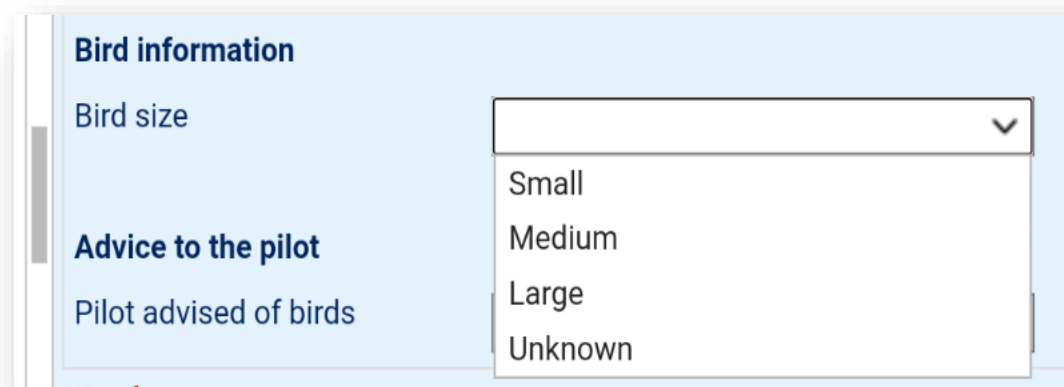 Bird information
Bird size
Small
Medium
Large
Unknown
Advice to the pilot
Pilot advised of birds